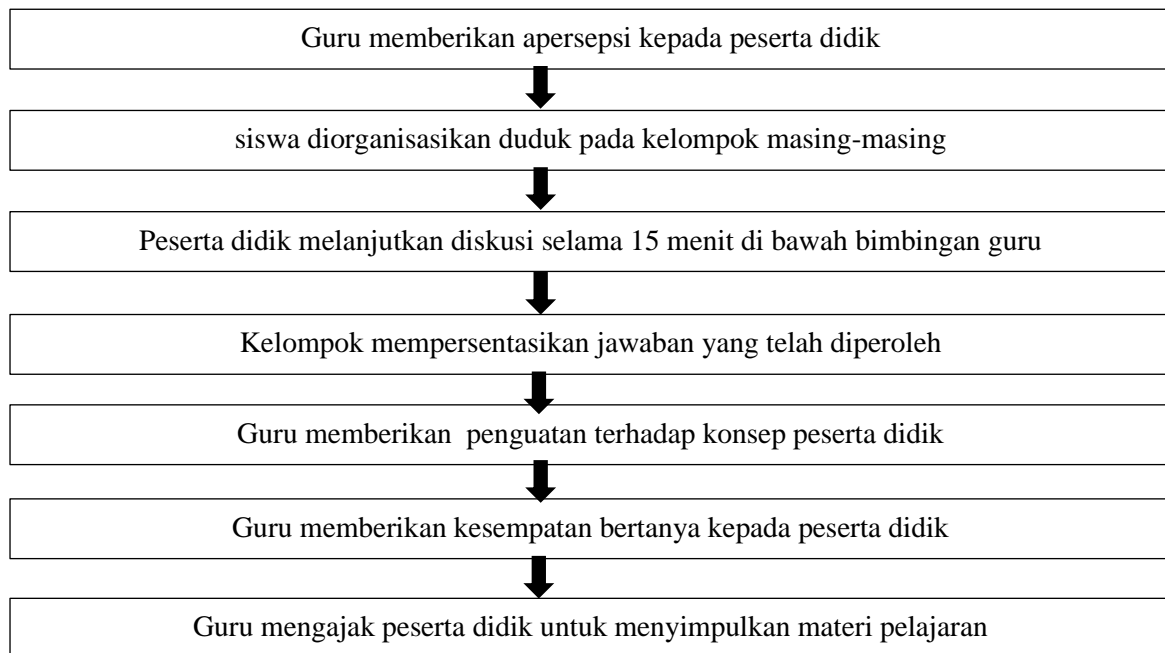 Guru memberikan apersepsi kepada peserta didik
siswa diorganisasikan duduk pada kelompok masing-masing
Peserta didik melanjutkan diskusi selama 15 menit di bawah bimbingan guru
Kelompok mempersentasikan jawaban yang telah diperoleh
Guru memberikan  penguatan terhadap konsep peserta didik
Guru memberikan kesempatan bertanya kepada peserta didik
Guru mengajak peserta didik untuk menyimpulkan materi pelajaran